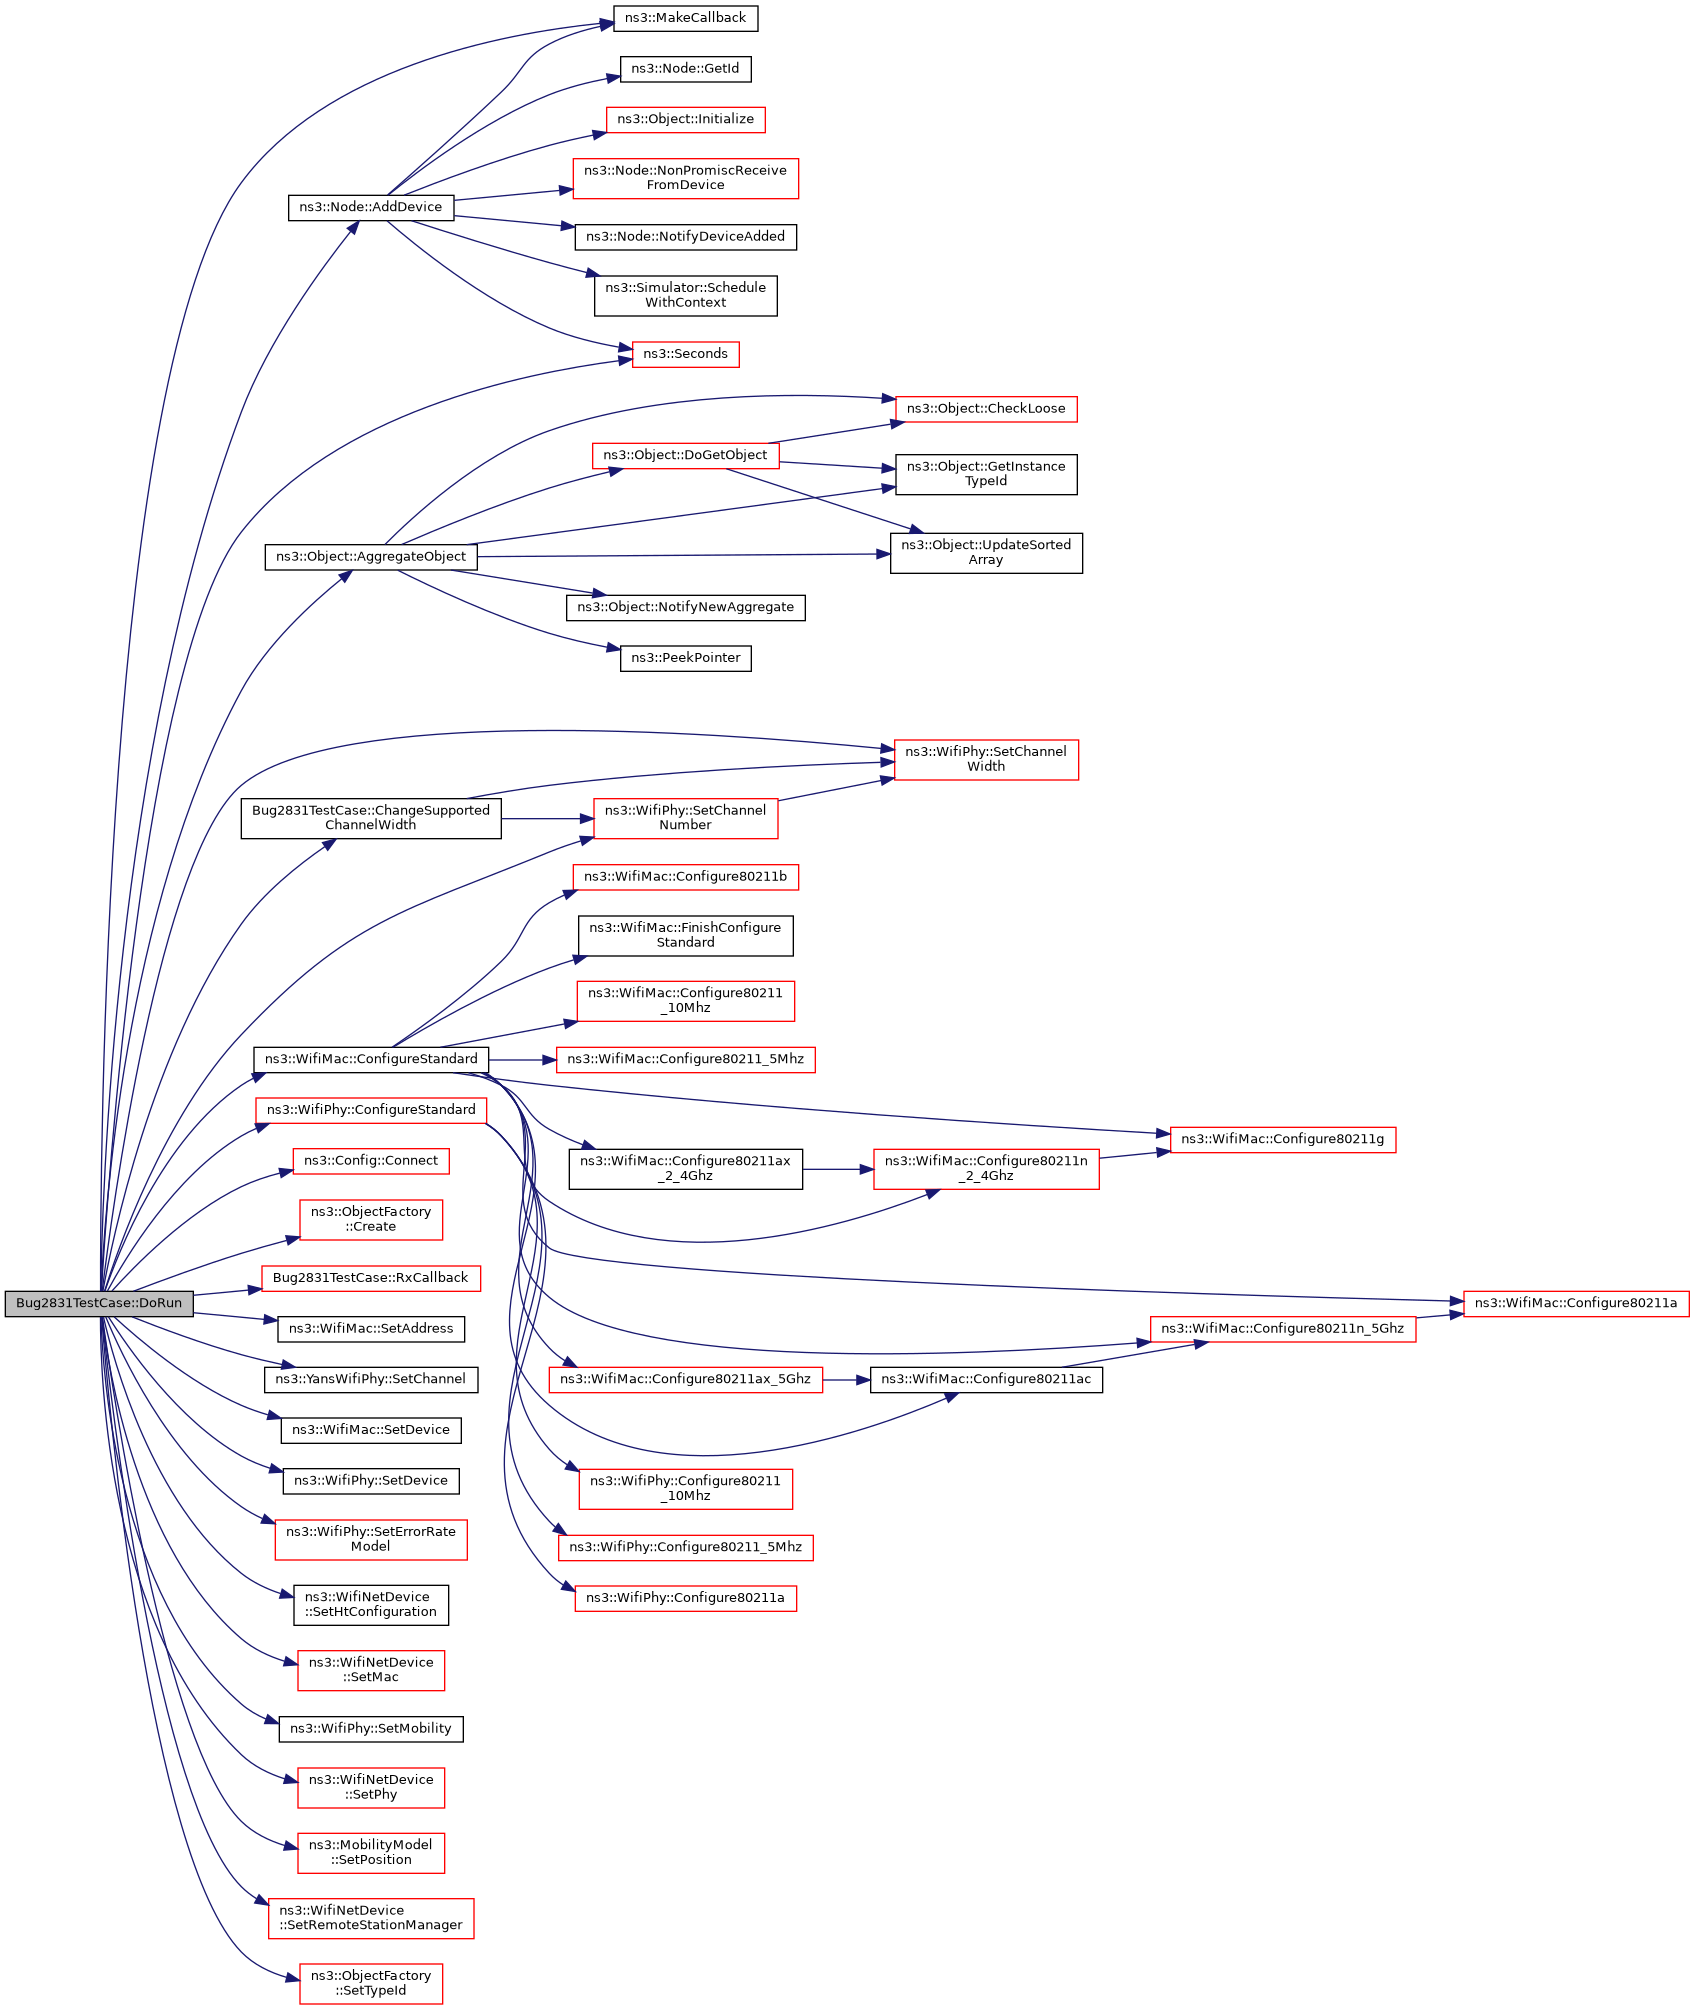 ns3::MakeCallback
ns3::Node::GetId
ns3::Object::Initialize
ns3::Node::NonPromiscReceive
FromDevice
ns3::Node::AddDevice
ns3::Node::NotifyDeviceAdded
ns3::Simulator::Schedule
WithContext
ns3::Seconds
ns3::Object::CheckLoose
ns3::Object::DoGetObject
ns3::Object::GetInstance
TypeId
ns3::Object::UpdateSorted
Array
ns3::Object::AggregateObject
ns3::Object::NotifyNewAggregate
ns3::PeekPointer
ns3::WifiPhy::SetChannel
Width
Bug2831TestCase::ChangeSupported
ChannelWidth
ns3::WifiPhy::SetChannel
Number
ns3::WifiMac::Configure80211b
ns3::WifiMac::FinishConfigure
Standard
ns3::WifiMac::Configure80211
_10Mhz
ns3::WifiMac::ConfigureStandard
ns3::WifiMac::Configure80211_5Mhz
ns3::WifiPhy::ConfigureStandard
ns3::WifiMac::Configure80211g
ns3::Config::Connect
ns3::WifiMac::Configure80211ax
_2_4Ghz
ns3::WifiMac::Configure80211n
_2_4Ghz
ns3::ObjectFactory
::Create
Bug2831TestCase::RxCallback
Bug2831TestCase::DoRun
ns3::WifiMac::Configure80211a
ns3::WifiMac::SetAddress
ns3::WifiMac::Configure80211n_5Ghz
ns3::YansWifiPhy::SetChannel
ns3::WifiMac::Configure80211ax_5Ghz
ns3::WifiMac::Configure80211ac
ns3::WifiMac::SetDevice
ns3::WifiPhy::SetDevice
ns3::WifiPhy::Configure80211
_10Mhz
ns3::WifiPhy::SetErrorRate
Model
ns3::WifiPhy::Configure80211_5Mhz
ns3::WifiPhy::Configure80211a
ns3::WifiNetDevice
::SetHtConfiguration
ns3::WifiNetDevice
::SetMac
ns3::WifiPhy::SetMobility
ns3::WifiNetDevice
::SetPhy
ns3::MobilityModel
::SetPosition
ns3::WifiNetDevice
::SetRemoteStationManager
ns3::ObjectFactory
::SetTypeId